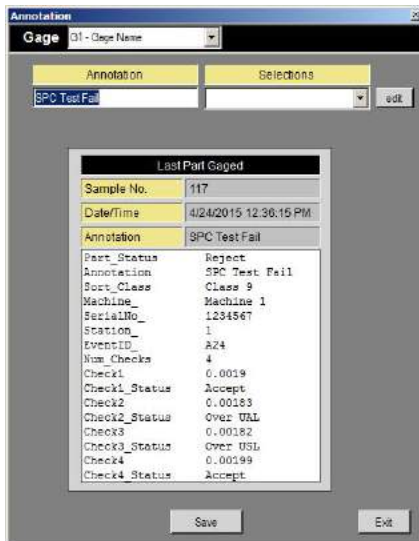 Annotation
Gage G1 - Gage Name
Annotation Selections
SPC Test Fail edit
Last Part Gaged
Sample No. 117
Date/Time 4/24/2015 12:36:15 PM
Annotation SPC Test Fail
Part_Status Reject
Annotation SPC Test Fail
Sort_Class Class 9
Machine_ Machine 1
SerialNo_ 1234567
Station_ 1
EventID_ A24
Num_Checks 4
Check1 0.0019
Check1_Status Accept
Check2 0.00183
Check2_Status Over UAL
Check3 0.00182
Check3_Status Over USL
Check4 0.00199
Check4_Status Accept
Save Exit